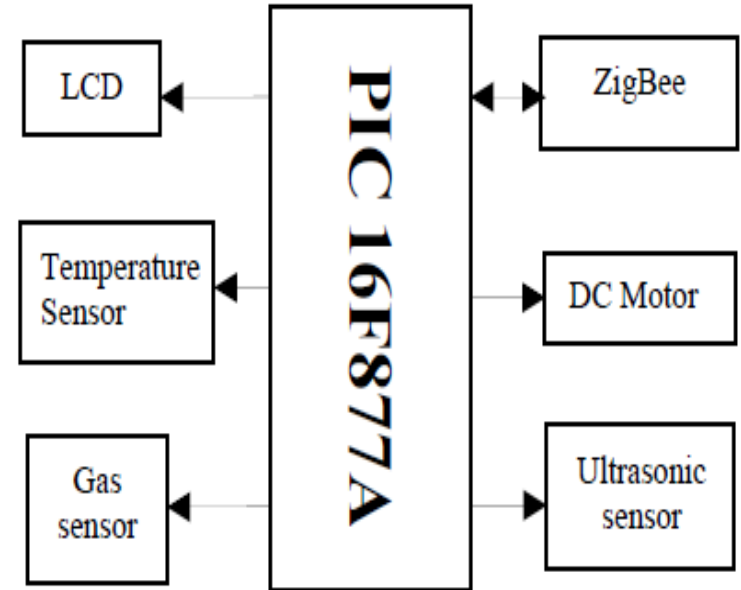 LCD
Temperature
Sensor
Gas
sensor
PIC 16F877A
ZigBee
DC Motor
Ultrasonic
sensor